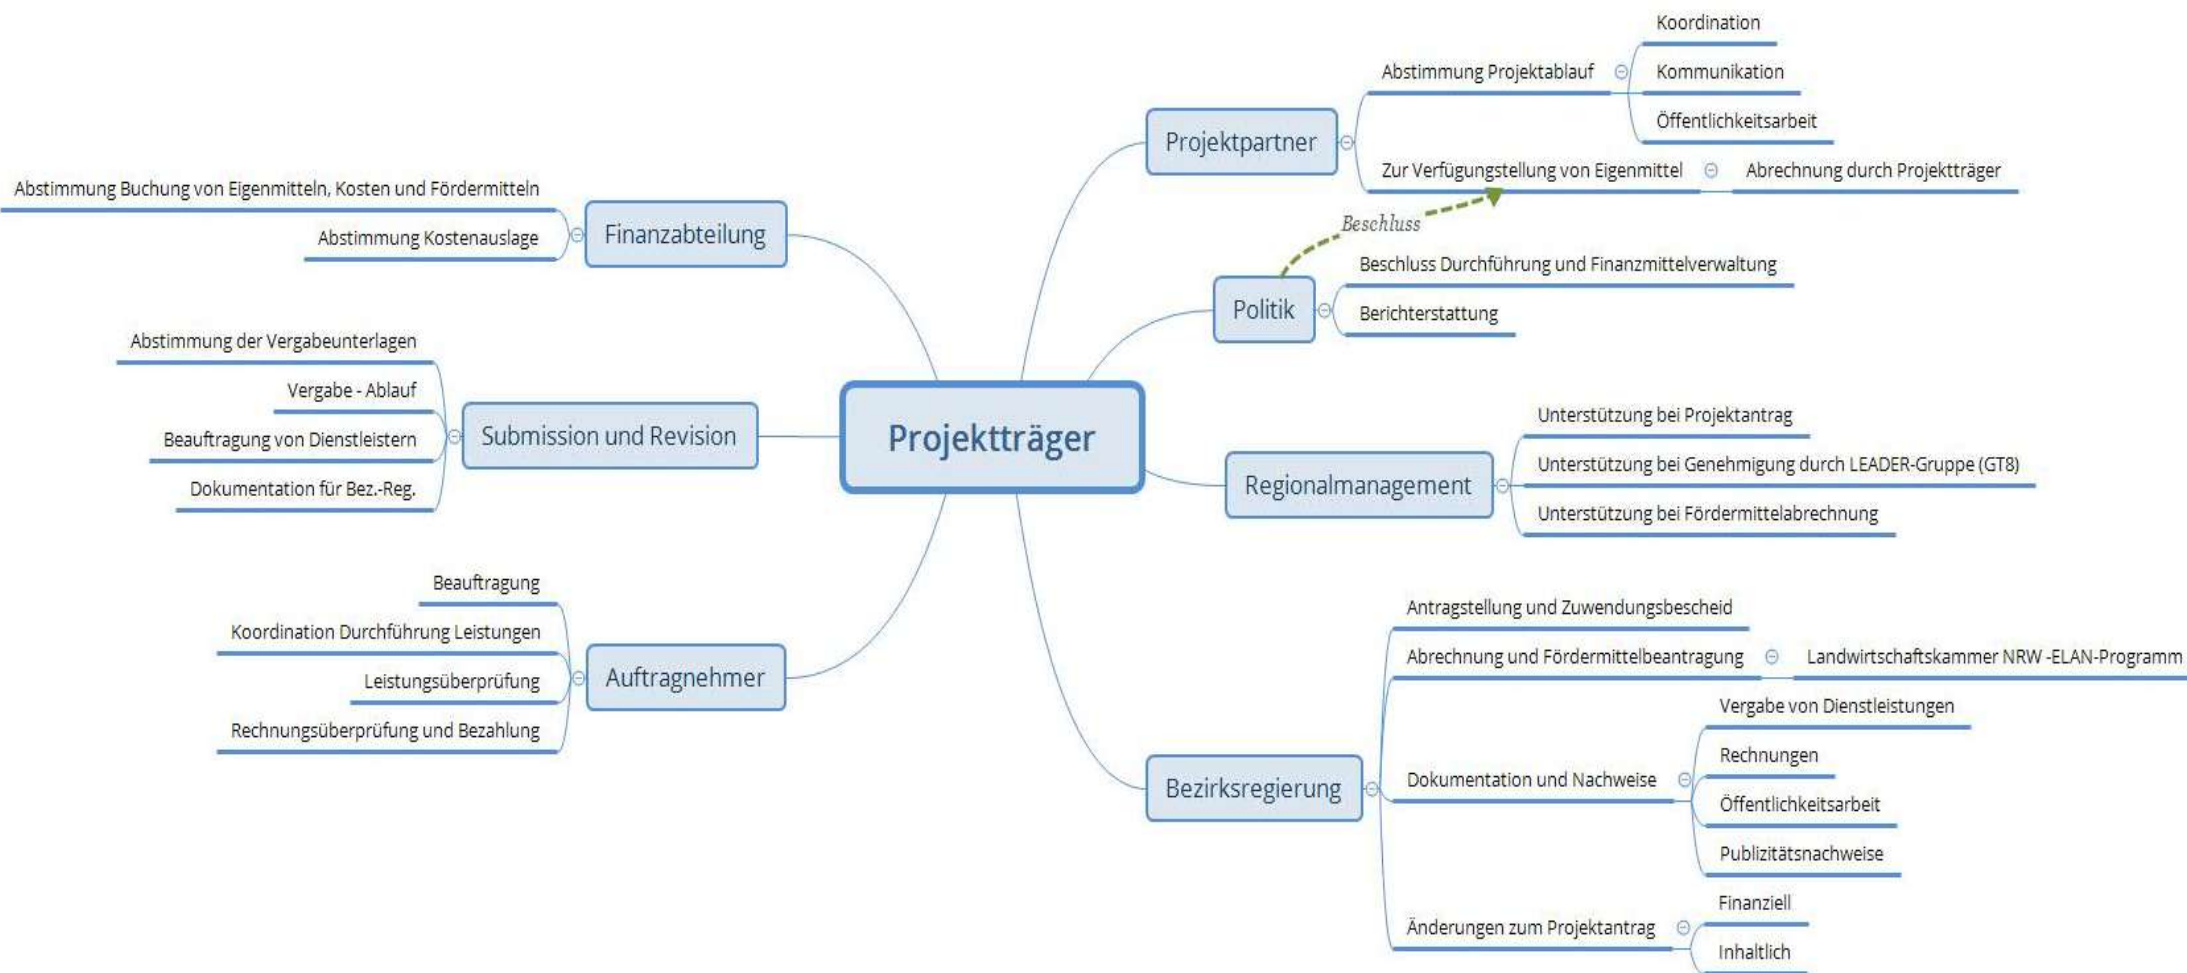 Projektträger
Finanzabteilung
Abstimmung Buchung von Eigenmitteln, Kosten und Fördermitteln
Abstimmung Kostenauslage
Submission und Revision
Abstimmung der Vergabeunterlagen
Vergabe - Ablauf
Beauftragung von Dienstleistern
Dokumentation für Bez.-Reg.
Auftragnehmer
Beauftragung
Koordination Durchführung Leistungen
Leistungsüberprüfung
Rechnungsüberprüfung und Bezahlung
Projektpartner
Abstimmung Projektablauf
Koordination
Kommunikation
Öffentlichkeitsarbeit
Zur Verfügungstellung von Eigenmittel
Abrechnung durch Projektträger
Beschluss
Politik
Beschluss Durchführung und Finanzmittelverwaltung
Berichterstattung
Regionalmanagement
Unterstützung bei Projektantrag
Unterstützung bei Genehmigung durch LEADER-Gruppe (GT8)
Unterstützung bei Fördermittelabrechnung
Bezirksregierung
Antragstellung und Zuwendungsbescheid
Abrechnung und Fördermittelbeantragung
Landwirtschaftskammer NRW -ELAN-Programm
Dokumentation und Nachweise
Vergabe von Dienstleistungen
Rechnungen
Öffentlichkeitsarbeit
Publizitätsnachweise
Änderungen zum Projektantrag
Finanziell
Inhaltlich